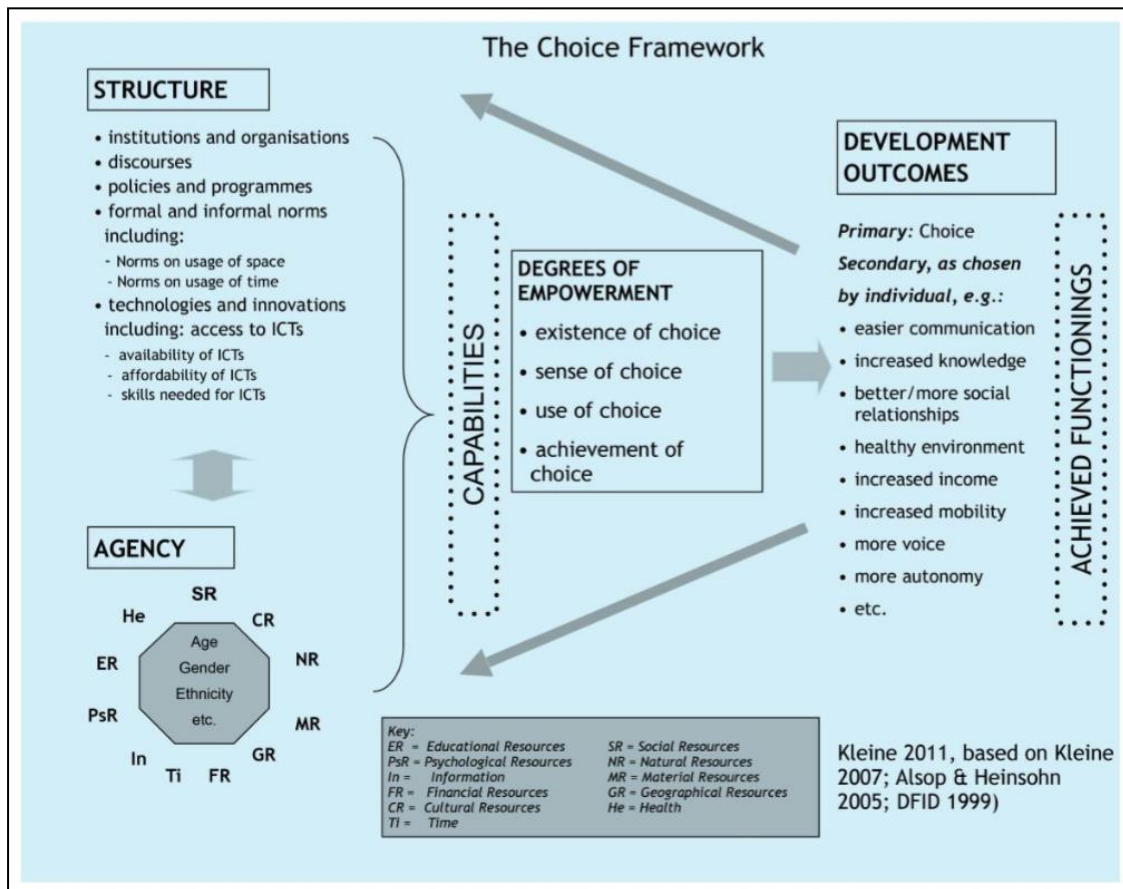 The Choice Framework
STRUCTURE
• institutions and organisations
• discourses
• policies and programmes
• formal and informal norms
including:
- Norms on usage of space
- Norms on usage of time
• technologies and innovations
including: access to ICTs
- availability of ICTs
- affordability of ICTs
- skills needed for ICTs
AGENCY
SR
He
CR
ER
NR
PsR
MR
In
GR
Ti
FR
Age
Gender
Ethnicity
etc.
CAPABILITIES
DEGREES OF
EMPOWERMENT
• existence of choice
• sense of choice
• use of choice
• achievement of
choice
DEVELOPMENT
OUTCOMES
Primary: Choice
Secondary, as chosen
by individual, e.g.:
• easier communication
• increased knowledge
• better/more social
relationships
• healthy environment
• increased income
• increased mobility
• more voice
• more autonomy
• etc.
ACHIEVED FUNCTIONINGS
Key:
ER = Educational Resources
PsR = Psychological Resources
In = Information
FR = Financial Resources
CR = Cultural Resources
Ti = Time
SR = Social Resources
NR = Natural Resources
MR = Material Resources
GR = Geographical Resources
He = Health
Kleine 2011, based on Kleine
2007; Alsop & Heinsohn
2005; DFID 1999)